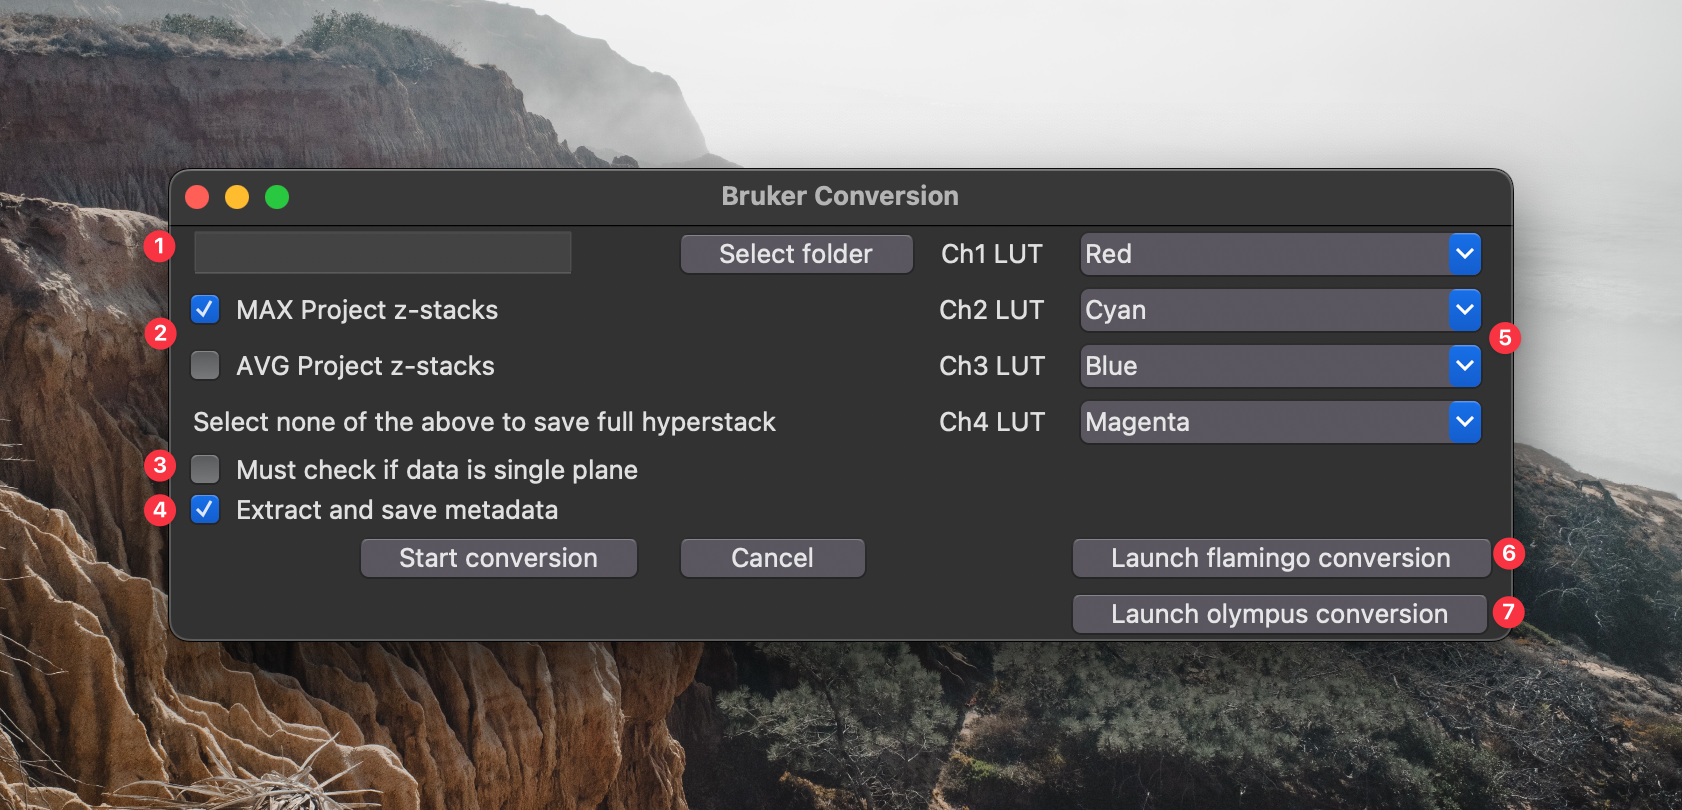 Bruker Conversion
1
Select folder
Ch1 LUT
Red
MAX Project z-stacks
Ch2 LUT
Cyan
2
5
AVG Project z-stacks
Ch3 LUT
Blue
Select none of the above to save full hyperstack
Ch4 LUT
Magenta
3
Must check if data is single plane
4
Extract and save metadata
Start conversion
Cancel
Launch flamingo conversion
6
Launch olympus conversion
7